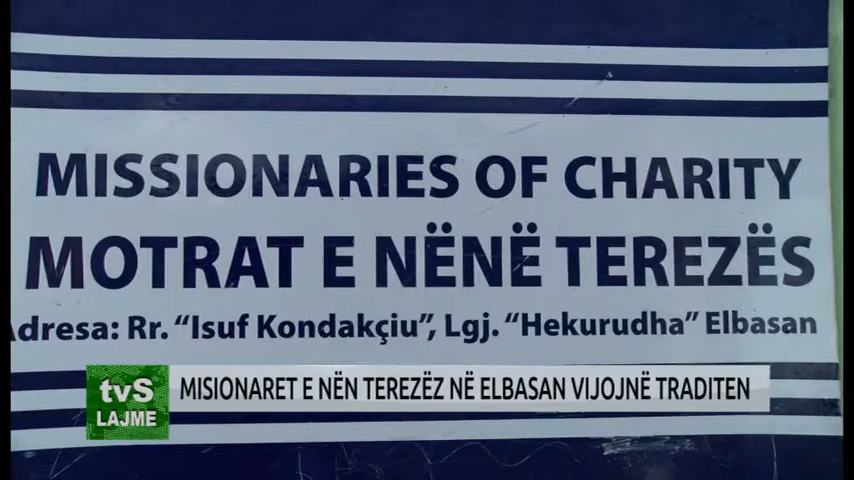 MISSIONARIES OF CHARITY
MOTRAT E NËNË TEREZËS
Adresa: Rr. “Isuf Kondakçiu”, Lgj. “Hekurudha” Elbasan
tvS
LAJME
MISIONARET E NËN TEREZËZ NË ELBASAN VIJOJNË TRADITEN